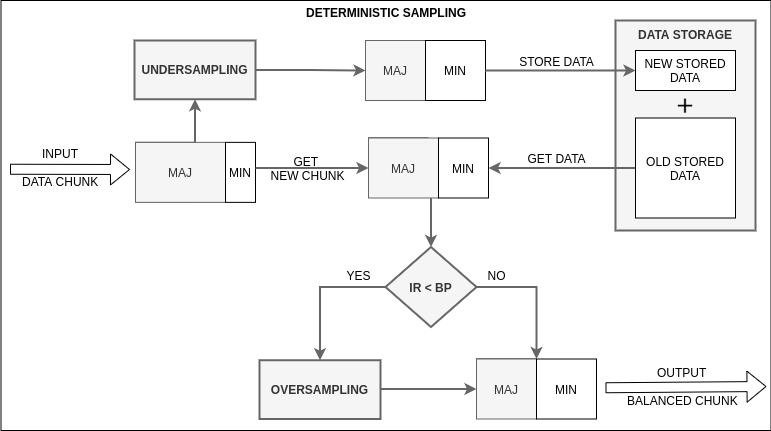 DETERMINISTIC SAMPLING
DATA STORAGE
UNDERSAMPLING
MAJ
MIN
STORE DATA
NEW STORED
DATA
+
INPUT
DATA CHUNK
MAJ
MIN
GET
NEW CHUNK
MAJ
MIN
GET DATA
OLD STORED
DATA
YES
IR < BP
NO
OVERSAMPLING
MAJ
MIN
OUTPUT
BALANCED CHUNK